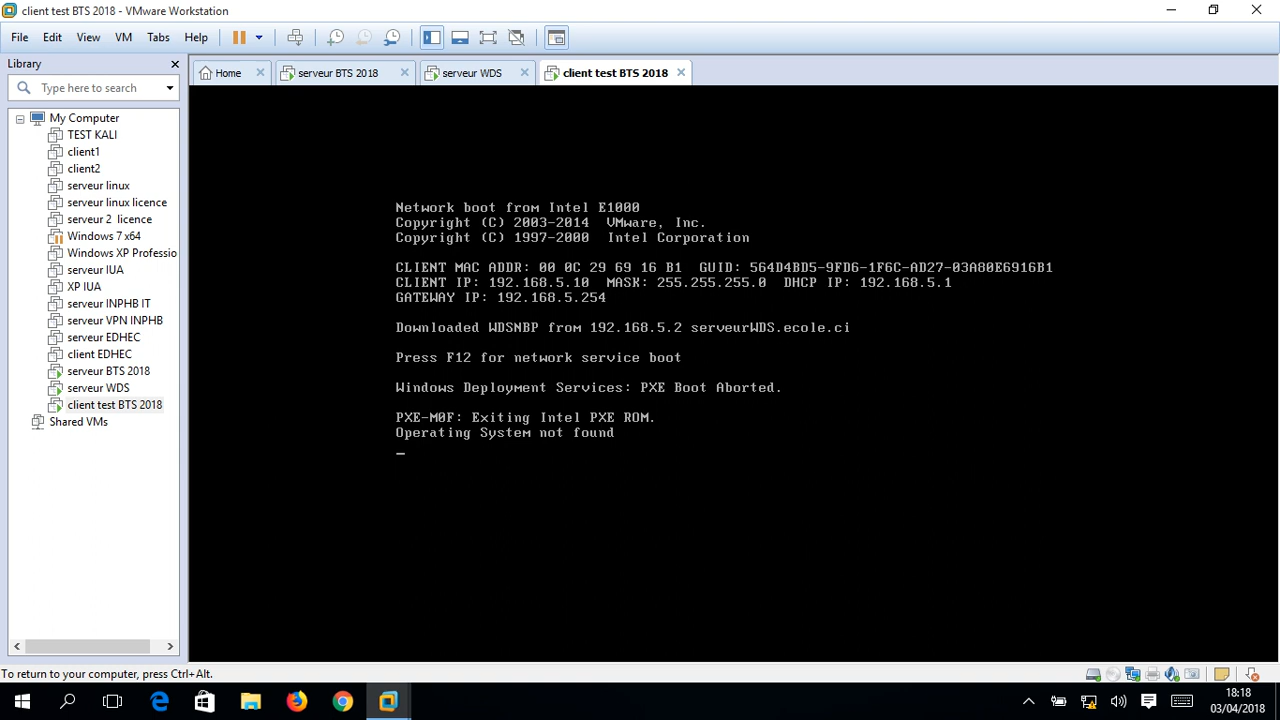 client test BTS 2018 - VMware Workstation
File Edit View VM Tabs Help
Library
Home
serveur BTS 2018
serveur WDS
client test BTS 2018
Type here to search
My Computer
TEST KALI
client1
client2
serveur linux
serveur linux licence
serveur 2 licence
Windows 7 x64
Windows XP Professio
serveur IUA
XP IUA
serveur INPHB IT
serveur VPN INPHB
serveur EDHEC
client EDHEC
serveur BTS 2018
serveur WDS
client test BTS 2018
Shared VMs
Network boot from Intel E1000
Copyright (C) 2003-2014 VMware, Inc.
Copyright (C) 1997-2000 Intel Corporation
CLIENT MAC ADDR: 00 0C 29 69 16 B1 GUID: 564D4BD5-9FD6-1F6C-AD27-03A80E6916B1
CLIENT IP: 192.168.5.10 MASK: 255.255.255.0 DHCP IP: 192.168.5.1
GATEWAY IP: 192.168.5.254
Downloaded WDSNBP from 192.168.5.2 serveurWDS.ecole.ci
Press F12 for network service boot
Windows Deployment Services: PXE Boot Aborted.
PXE-M0F: Exiting Intel PXE ROM.
Operating System not found
To return to your computer, press Ctrl+Alt.
18:18
03/04/2018